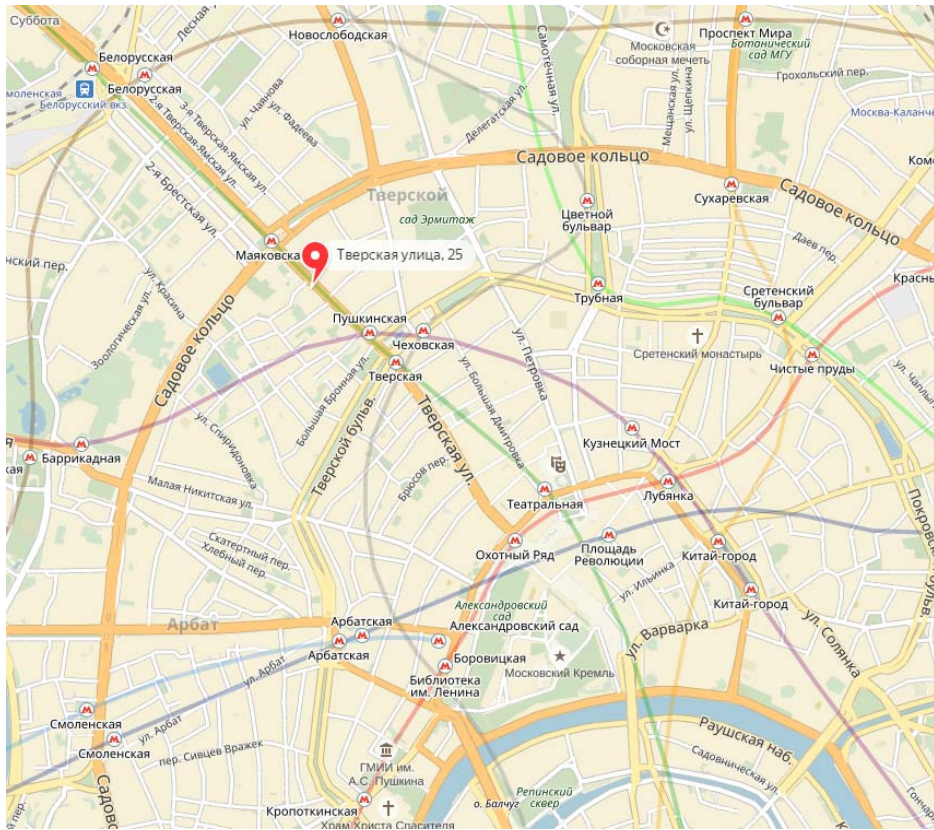 Суббота
Лесная ул.
Новослободская
Самотёчная ул.
Московская
соборная мечеть
Проспект Мира
Ботанический
сад МГУ
Грохольский пер.
Белорусская
Белорусская
Белорусский вкз.
ул. Чаянова
ул. Фадеева
3-я Тверская-Ямская ул.
2-я Тверская-Ямская ул.
2-я Брестская ул.
Делегатская ул.
Мещанская ул.
ул. Щепкина
Садовое кольцо
Тверской
сад Эрмитаж
Цветной
бульвар
Сухаревская
Садовое кольцо
Даев пер.
Тверская улица, 25
ул. Красина
Зоологическая ул.
Садовое кольцо
Пушкинская
Чеховская
Тверская
Трубная
Сретенский
бульвар
Сретенский монастырь
Чистые пруды
ул. Петровка
ул. Большая Дмитровка
Большая Бронная ул.
Тверской бульв.
Тверская ул.
ул. Спиридоновка
Баррикадная
Малая Никитская ул.
Брюсов пер.
Кузнецкий Мост
Театральная
Лубянка
Охотный Ряд
Площадь
Революции
Китай-город
Китай-город
Скатертный пер.
Хлебный пер.
ул. Ильинка
ул. Варварка
ул. Солянка
Александровский
сад
Арбат
Арбатская
Арбатская
Александровский сад
Боровицкая
Библиотека
им. Ленина
Московский Кремль
ул. Арбат
ул. Арбат
Смоленская
Смоленская
пер. Сивцев Вражек
ГМИИ им.
А.С. Пушкина
Кропоткинская
Храм Христа Спасителя
о. Балчуг
Репинский
сквер
Раушская наб.
Садовническая ул.